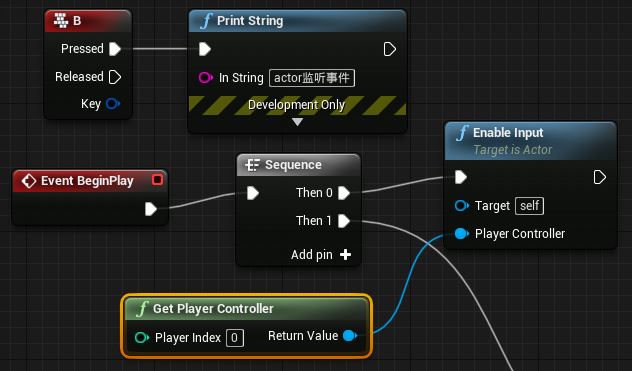 B
Pressed
Released
Key
Print String
In String actor监听事件
Development Only
Enable Input
Target is Actor
Target self
Player Controller
Event BeginPlay
Sequence
Then 0
Then 1
Add pin
Get Player Controller
Player Index 0 Return Value